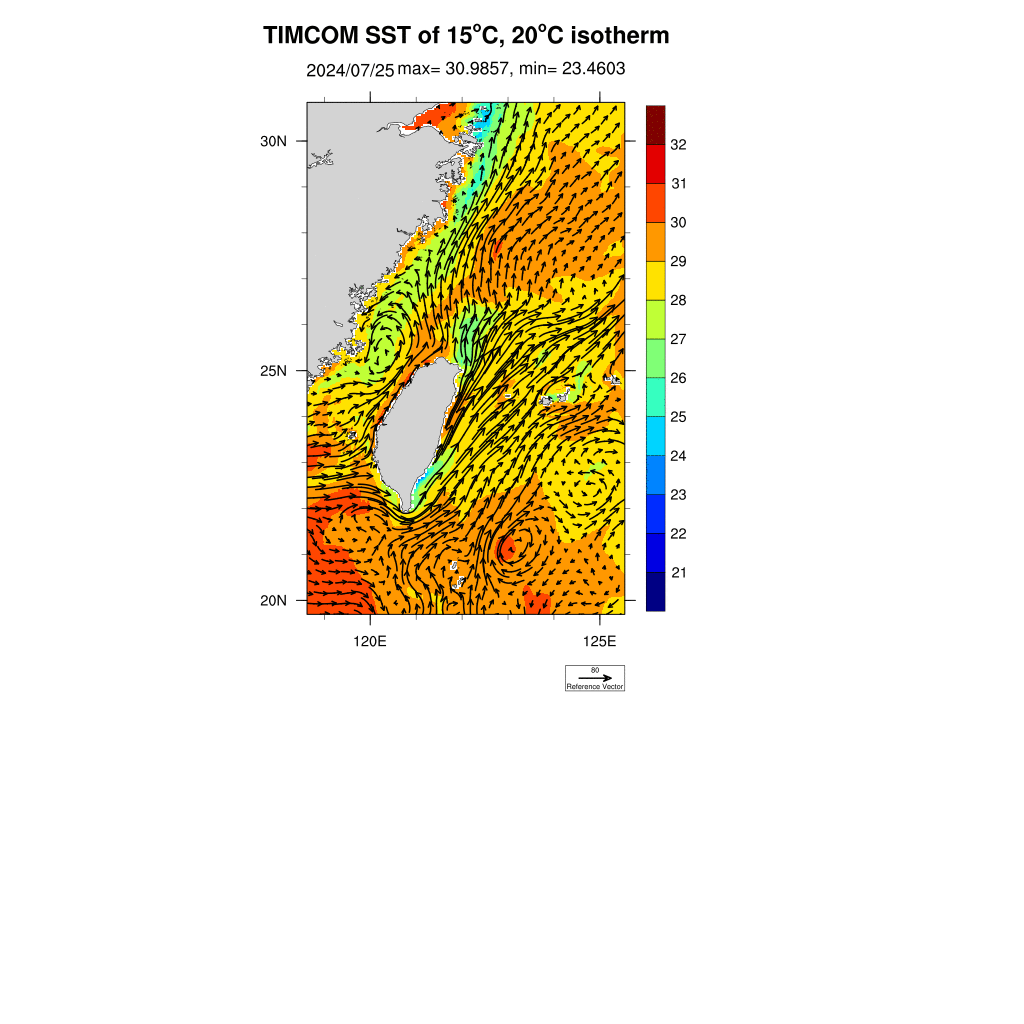 TIMCOM SST of 15°C, 20°C isotherm
2024/07/25 max= 30.9857, min= 23.4603
30N
25N
20N
120E
125E
32
31
30
29
28
27
26
25
24
23
22
21
80
Reference Vector